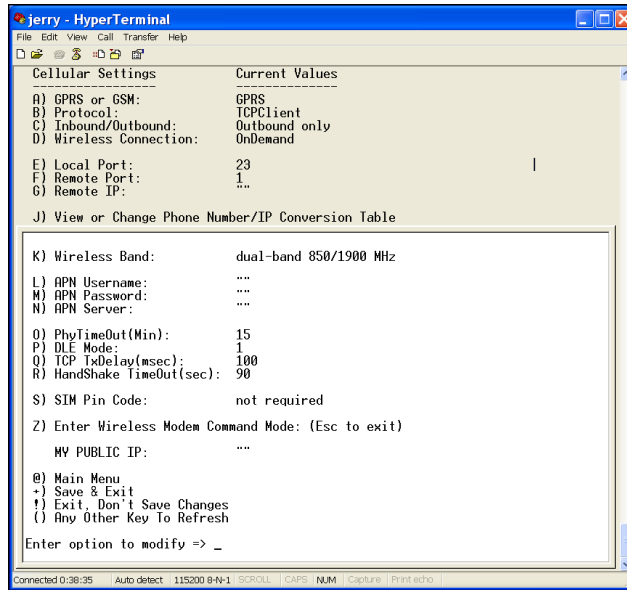 jerry - HyperTerminal
File Edit View Call Transfer Help
Cellular Settings Current Values
----------------- --------------
A) GPRS or GSM: GPRS
B) Protocol: TCPClient
C) Inbound/Outbound: Outbound only
D) Wireless Connection: OnDemand
E) Local Port: 23
F) Remote Port: 1
G) Remote IP: ""
J) View or Change Phone Number/IP Conversion Table
K) Wireless Band: dual-band 850/1900 MHz
L) APN Username: ""
M) APN Password: ""
N) APN Server: ""
O) PhyTimeOut(Min): 15
P) DLE Mode: 1
Q) TCP TxDelay(msec): 100
R) HandShake TimeOut(sec): 90
S) SIM Pin Code: not required
Z) Enter Wireless Modem Command Mode: (Esc to exit)
MY PUBLIC IP: ""
@) Main Menu
+) Save & Exit
!) Exit, Don't Save Changes
() Any Other Key To Refresh
Enter option to modify => _
Connected 0:38:35 Auto detect 115200 8-N-1 SCROLL CAPS NUM Capture Print echo